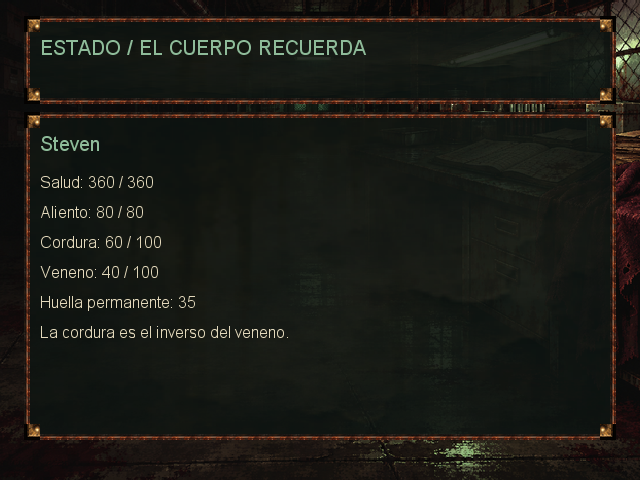 ESTADO / EL CUERPO RECUERDA
Steven
Salud: 360 / 360
Aliento: 80 / 80
Cordura: 60 / 100
Veneno: 40 / 100
Huella permanente: 35
La cordura es el inverso del veneno.